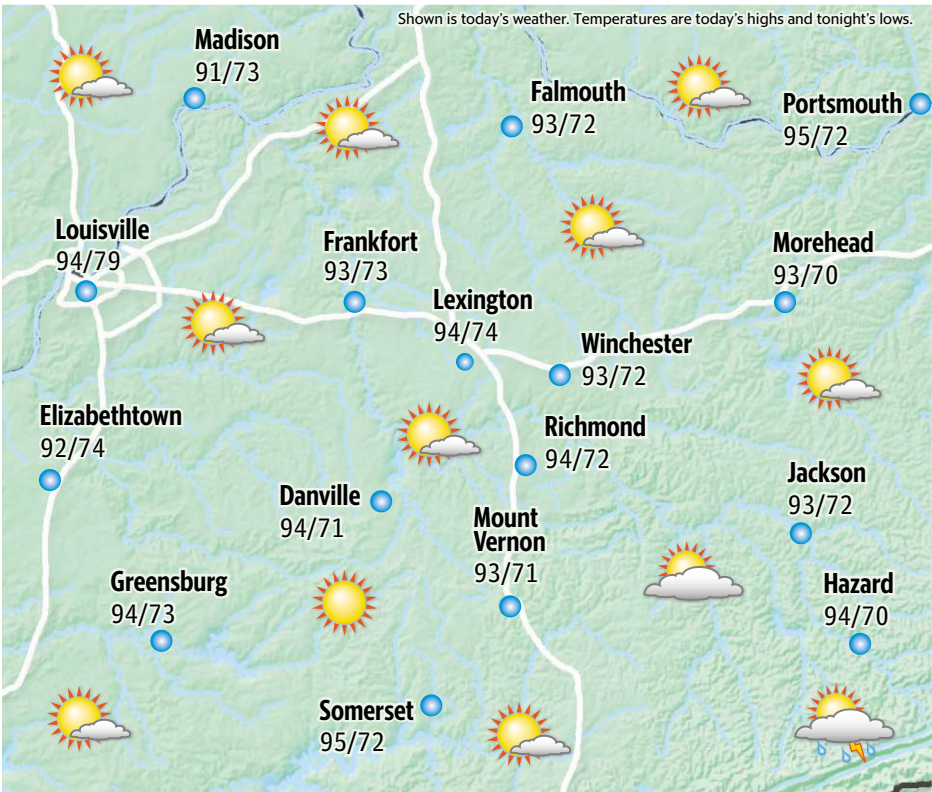 Shown is today's weather. Temperatures are today's highs and tonight's lows.
Madison
91/73
Falmouth
93/72
Portsmouth
95/72
Louisville
94/79
Frankfort
93/73
Morehead
93/70
Lexington
94/74
Winchester
93/72
Elizabethtown
92/74
Richmond
94/72
Danville
94/71
Jackson
93/72
Mount
Vernon
93/71
Greensburg
94/73
Hazard
94/70
Somerset
95/72